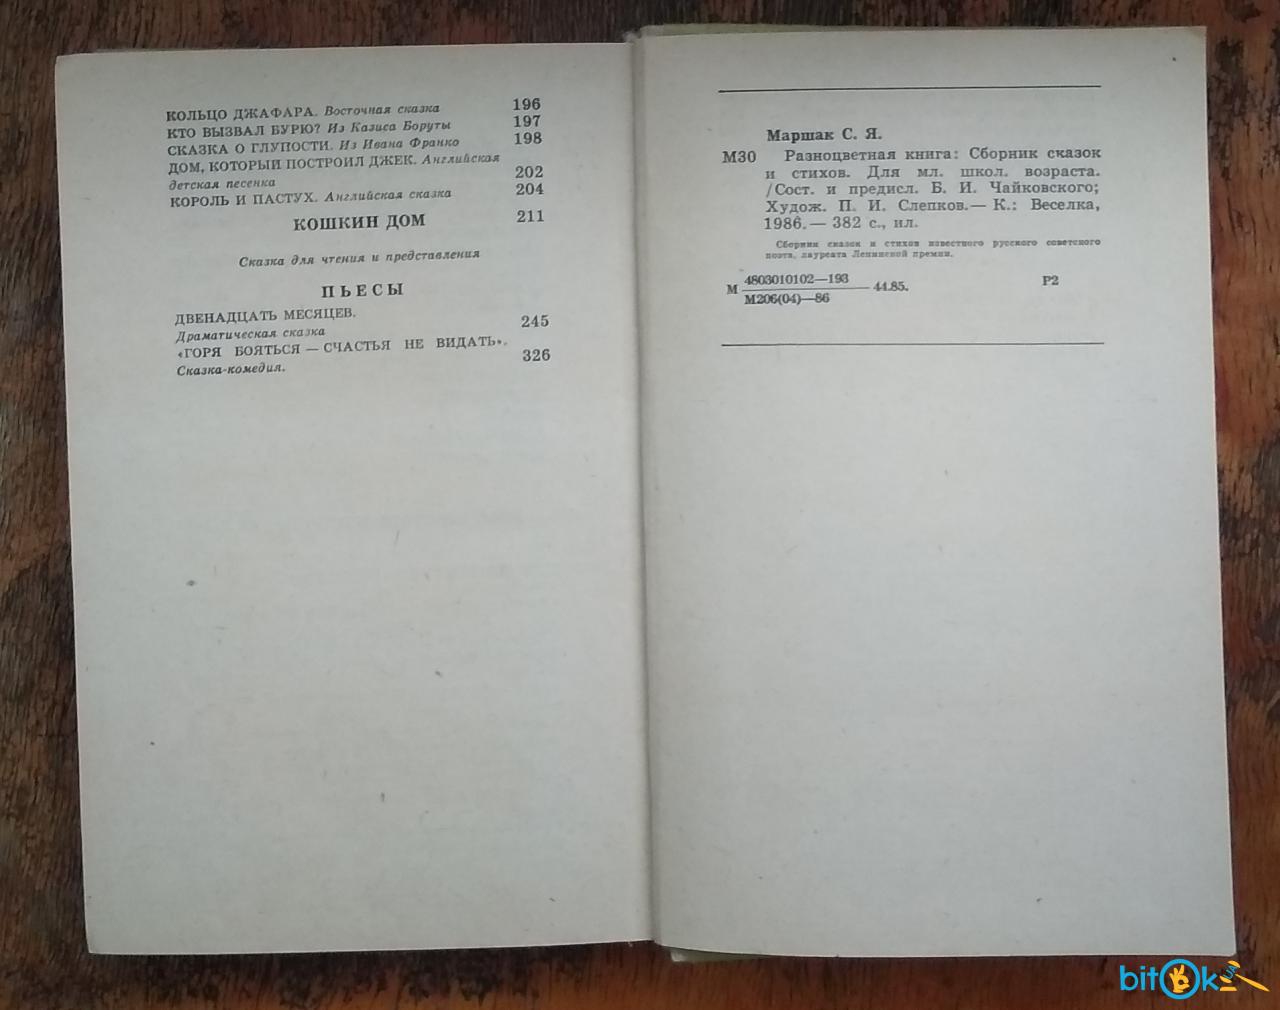 КОЛЬЦО ДЖАФАРА. Восточная сказка 196
КТО ВЫЗВАЛ БУРЮ? Из Казиса Боруты 197
СКАЗКА О ГЛУПОСТИ. Из Ивана Франко 198
ДОМ, КОТОРЫЙ ПОСТРОИЛ ДЖЕК. Английская
детская песенка 202
КОРОЛЬ И ПАСТУХ. Английская сказка 204
КОШКИН ДОМ 211
Сказка для чтения и представления
ПЬЕСЫ
ДВЕНАДЦАТЬ МЕСЯЦЕВ.
Драматическая сказка 245
«ГОРЯ БОЯТЬСЯ — СЧАСТЬЯ НЕ ВИДАТЬ».
Сказка-комедия. 326
Маршак С. Я.
М30 Разноцветная книга: Сборник сказок
и стихов. Для мл. школ. возраста.
/Сост. и предисл. Б. И. Чайковского;
Худож. П. И. Слепков.— К.: Веселка,
1986.— 382 с., ил.
Сборник сказок и стихов известного русского советского
поэта, лауреата Ленинской премии.
4803010102—193
М 44.85. Р2
М206(04)—86
bitOk.UA